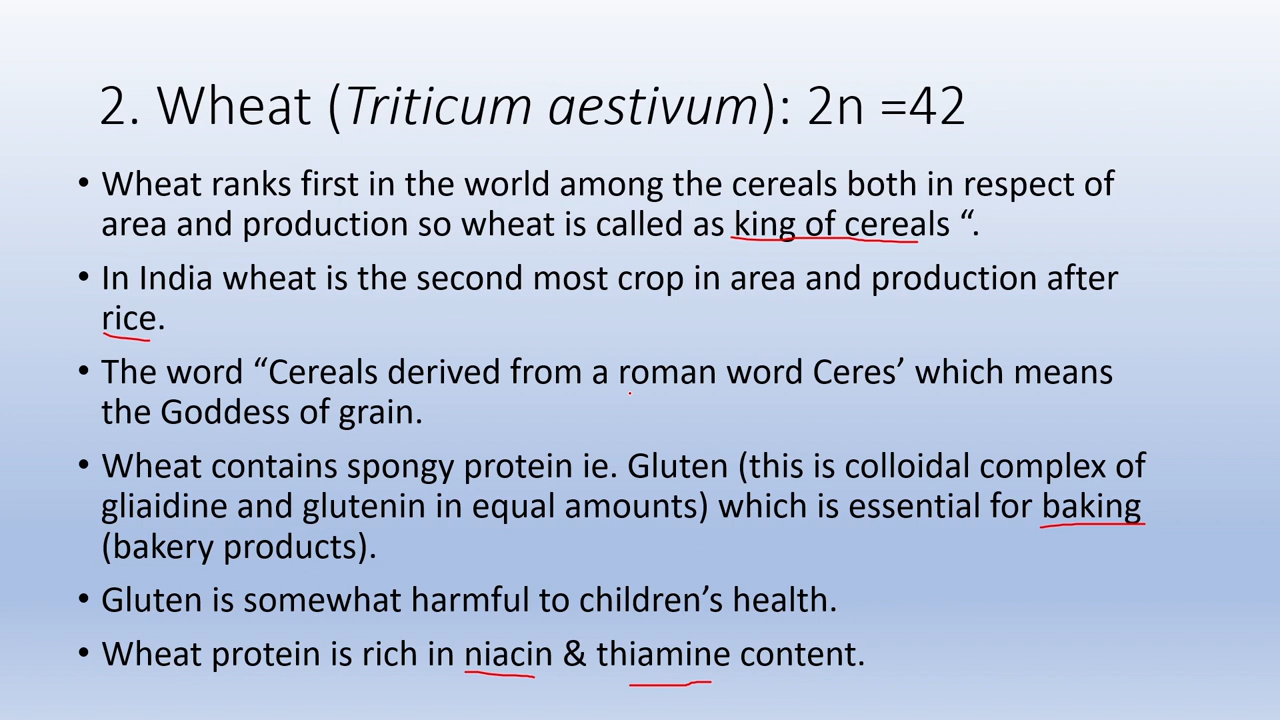 2. Wheat (Triticum aestivum): 2n =42
• Wheat ranks first in the world among the cereals both in respect of
area and production so wheat is called as king of cereals “.
• In India wheat is the second most crop in area and production after
rice.
• The word “Cereals derived from a roman word Ceres’ which means
the Goddess of grain.
• Wheat contains spongy protein ie. Gluten (this is colloidal complex of
gliaidine and glutenin in equal amounts) which is essential for baking
(bakery products).
• Gluten is somewhat harmful to children’s health.
• Wheat protein is rich in niacin & thiamine content.